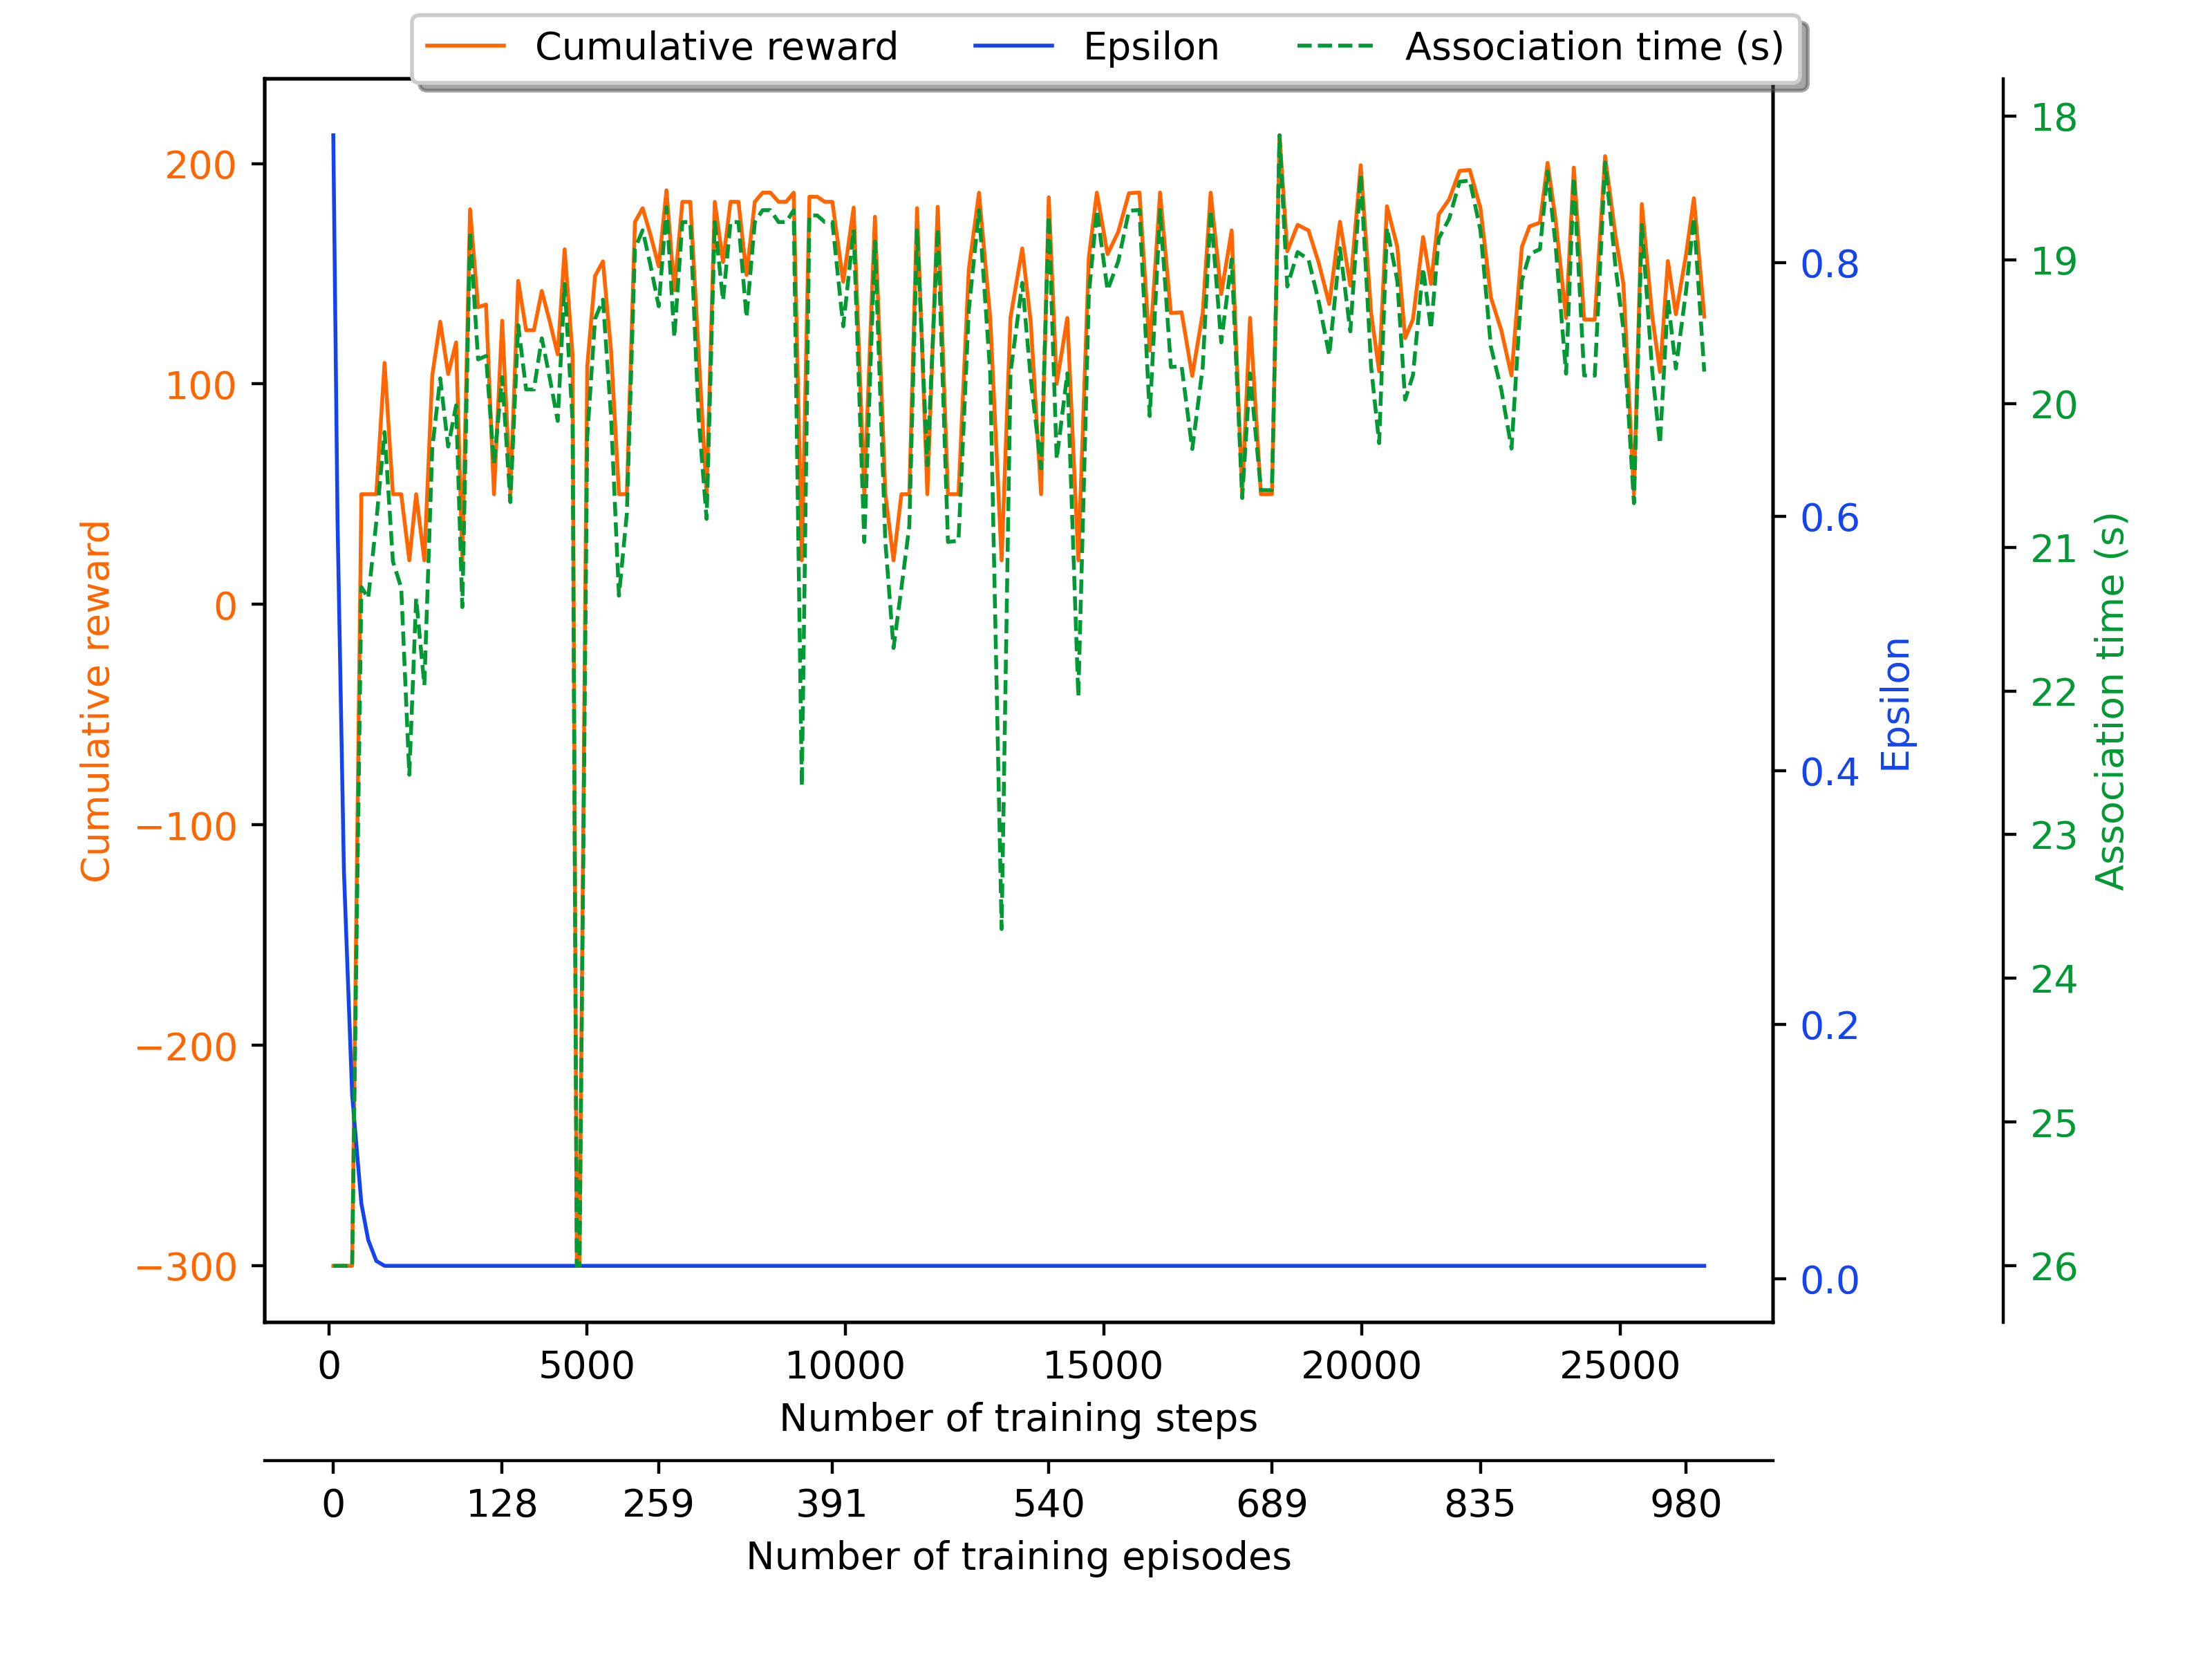 Cumulative reward Epsilon Association time (s)
Cumulative reward
200
100
0
−100
−200
−300
0.8
0.6
0.4
0.2
0.0
Epsilon
18
19
20
21
22
23
24
25
26
Association time (s)
0 5000 10000 15000 20000 25000
Number of training steps
0 128 259 391 540 689 835 980
Number of training episodes